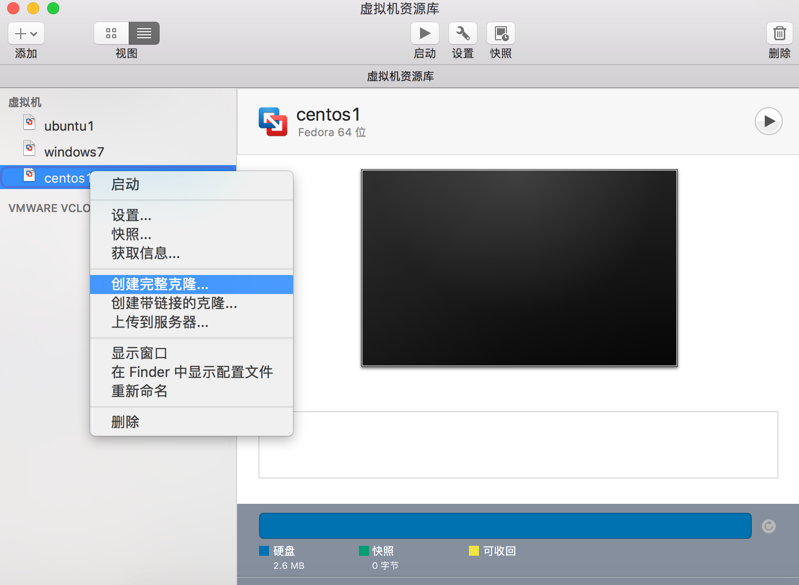 虚拟机资源库
添加
视图
启动
设置
快照
删除
虚拟机资源库
虚拟机
ubuntu1
windows7
centos1
VMWARE VCLO
启动
设置...
快照...
获取信息...
创建完整克隆...
创建带链接的克隆...
上传到服务器...
显示窗口
在 Finder 中显示配置文件
重新命名
删除
centos1
Fedora 64 位
硬盘
2.6 MB
快照
0 字节
可收回